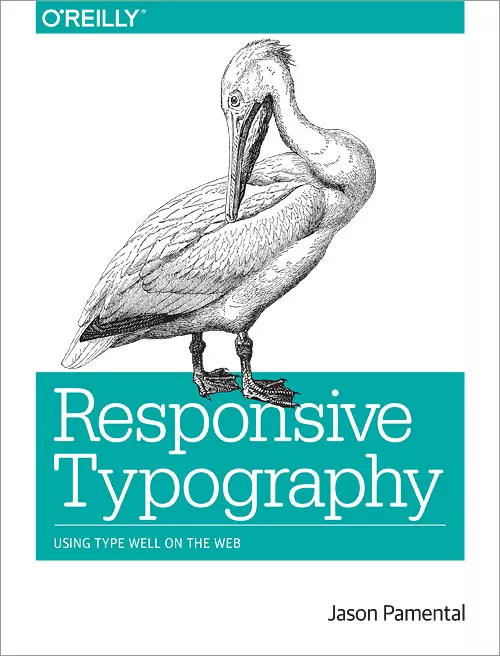 O'REILLY®
Responsive
Typography
USING TYPE WELL ON THE WEB
Jason Pamental